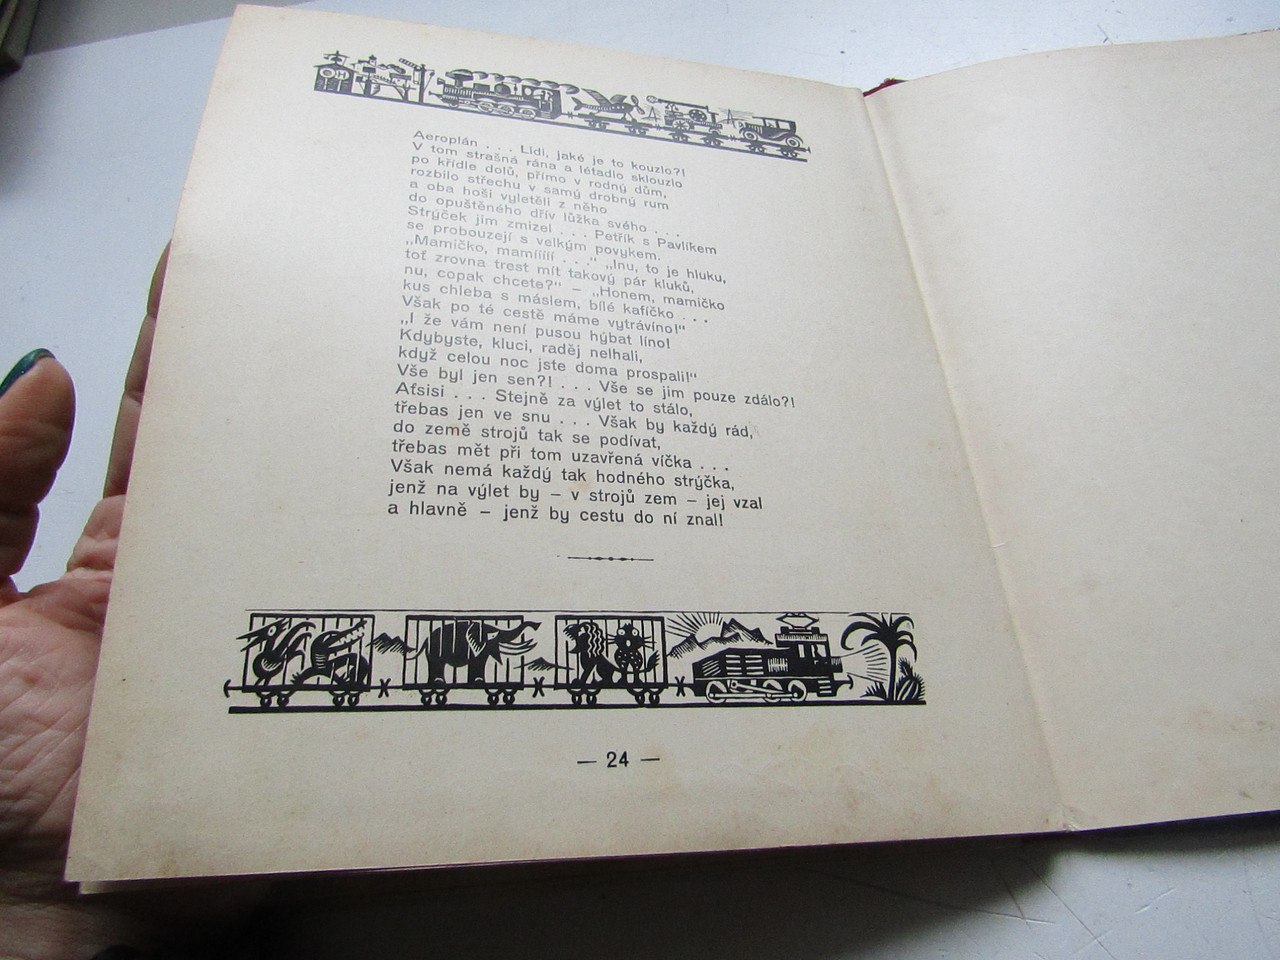 OH
Aeroplán . . . Lidi, jaké je to kouzlo?!
V tom strašná rána a létadlo sklouzlo
po křídle dolů, přímo v rodný dům,
rozbilo střechu v samý drobný rum
a oba hoši vyletěli z něho
do opuštěného dřív lůžka svého . . .
Strýček jim zmizel . . . Petřík s Pavlíkem
se probouzejí s velkým povykem.
„Mamičko, mamíííííí . . .“ „Inu, to je hluku,
toť zrovna trest mít takový pár kluků,
nu, copak chcete?“ – „Honem, mamičko
kus chleba s máslem, bílé kafíčko . . .
Však po té cestě máme vytrávíno!“
„I že vám není pusou hýbat líno!
Kdybyste, kluci, raděj nelhali,
když celou noc jste doma prospali!“
Vše byl jen sen?! . . . Vše se jim pouze zdálo?!
Aťsisi . . . Stejně za výlet to stálo,
třebas jen ve snu . . . Však by každý rád,
do země strojů tak se podívat,
třebas mět při tom uzavřená víčka . . .
Však nemá každý tak hodného strýčka,
jenž na výlet by – v strojů zem – jej vzal
a hlavně – jenž by cestu do ní znal!
— 24 —